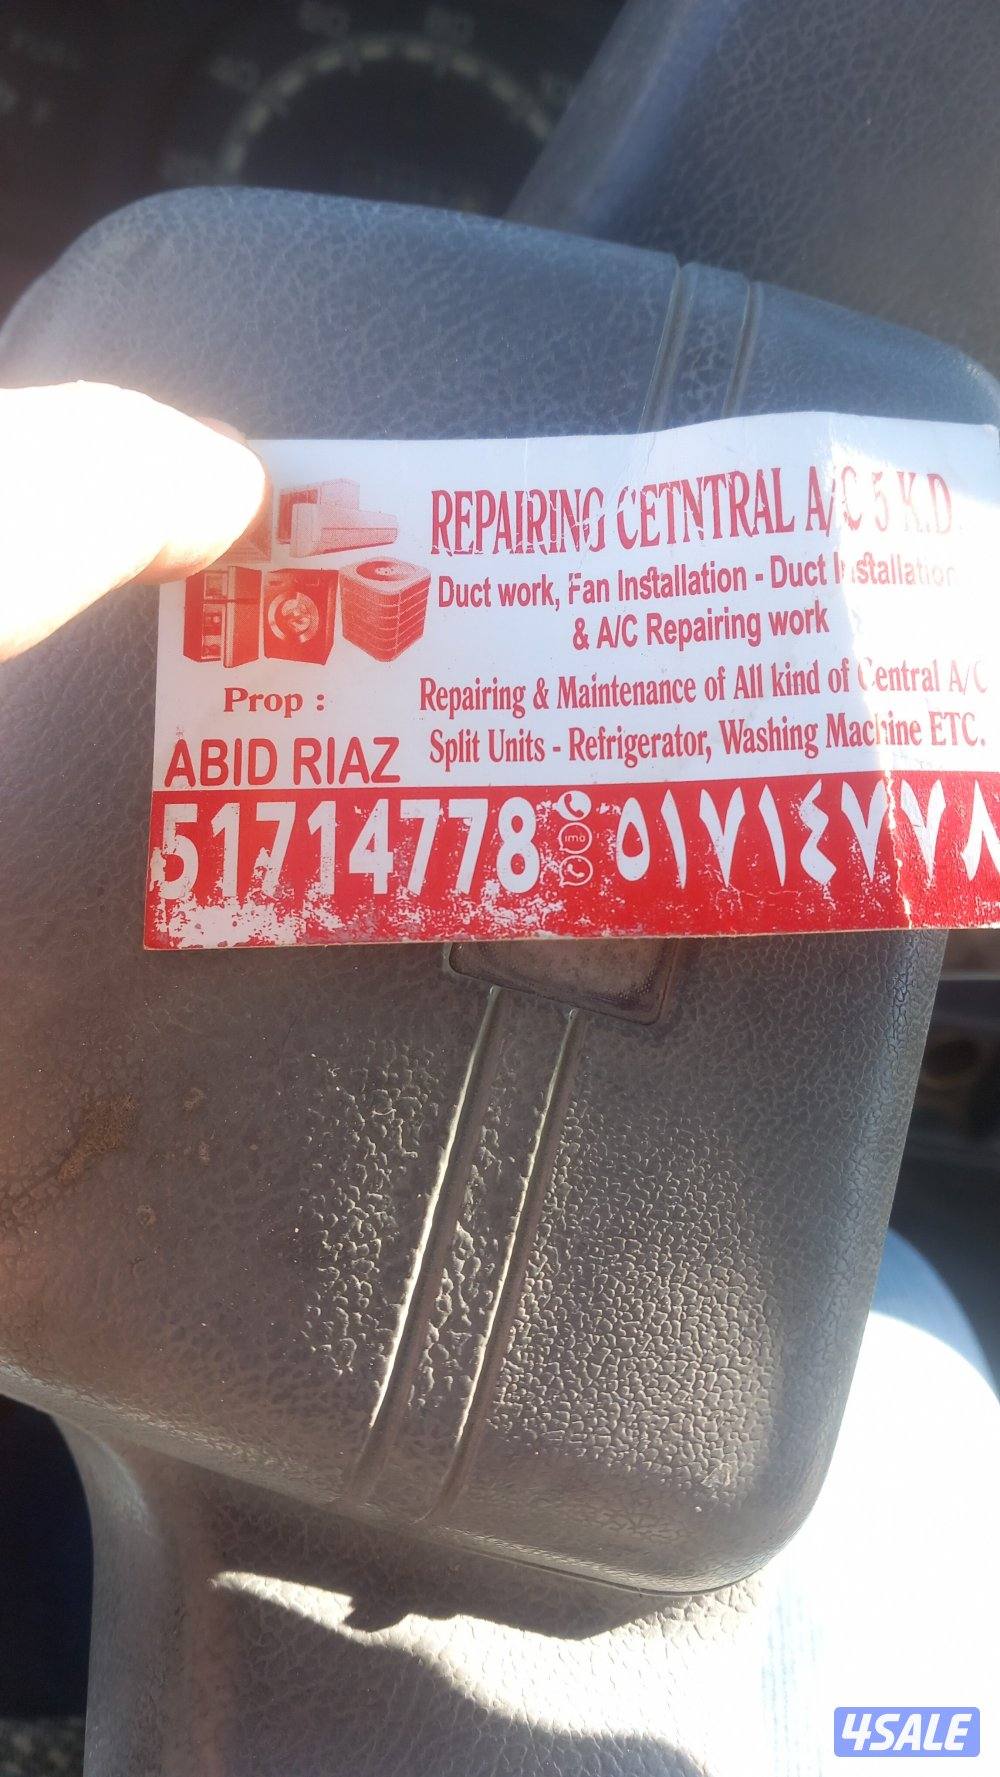 REPAIRING CETNTRAL A/C 5 K.D.
Duct work, Fan Installation - Duct Installation
& A/C Repairing work
Repairing & Maintenance of All kind of Central A/C
Split Units - Refrigerator, Washing Machine ETC.
Prop :
ABID RIAZ
51714778 imo ٥١٧١٤٧٧٨
4SALE